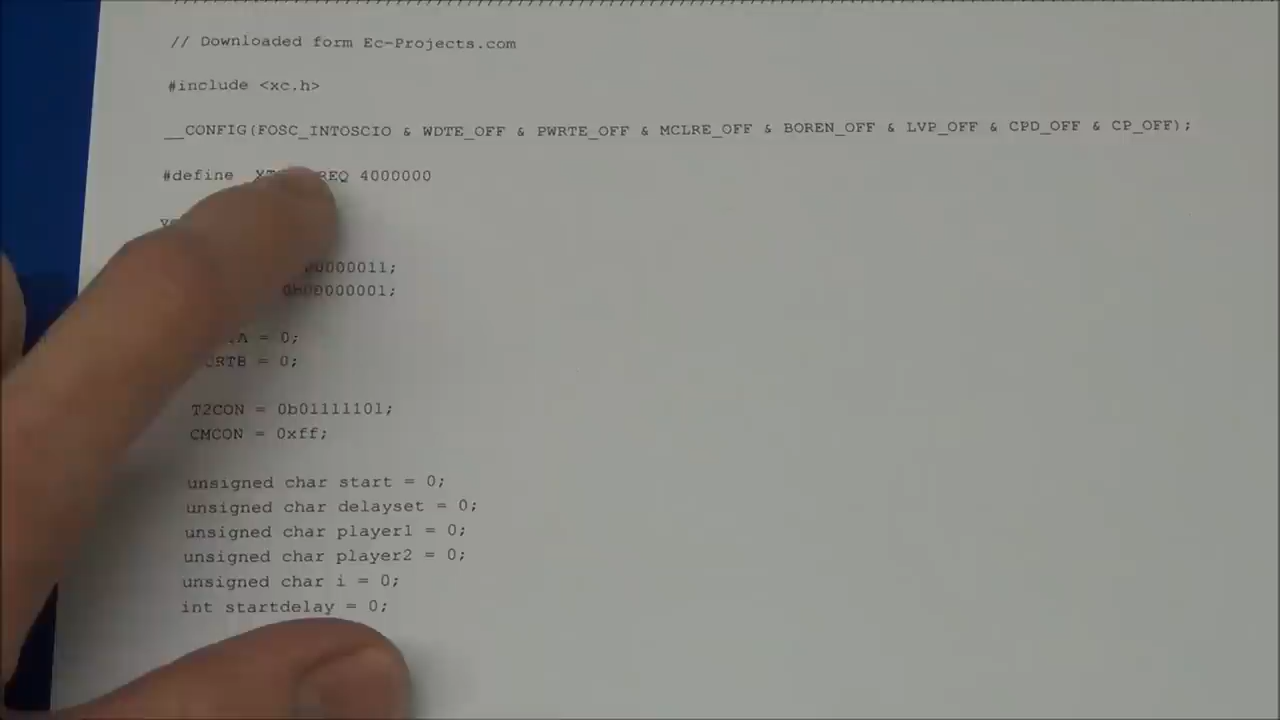 // Downloaded form Ec-Projects.com
#include <xc.h>
__CONFIG(FOSC_INTOSCIO & WDTE_OFF & PWRTE_OFF & MCLRE_OFF & BOREN_OFF & LVP_OFF & CPD_OFF & CP_OFF);
#define 4000000
0b00000001;
= 0;
= 0;
T2CON = 0b01111101;
CMCON = 0xff;
unsigned char start = 0;
unsigned char delayset = 0;
unsigned char player1 = 0;
unsigned char player2 = 0;
unsigned char i = 0;
int startdelay = 0;